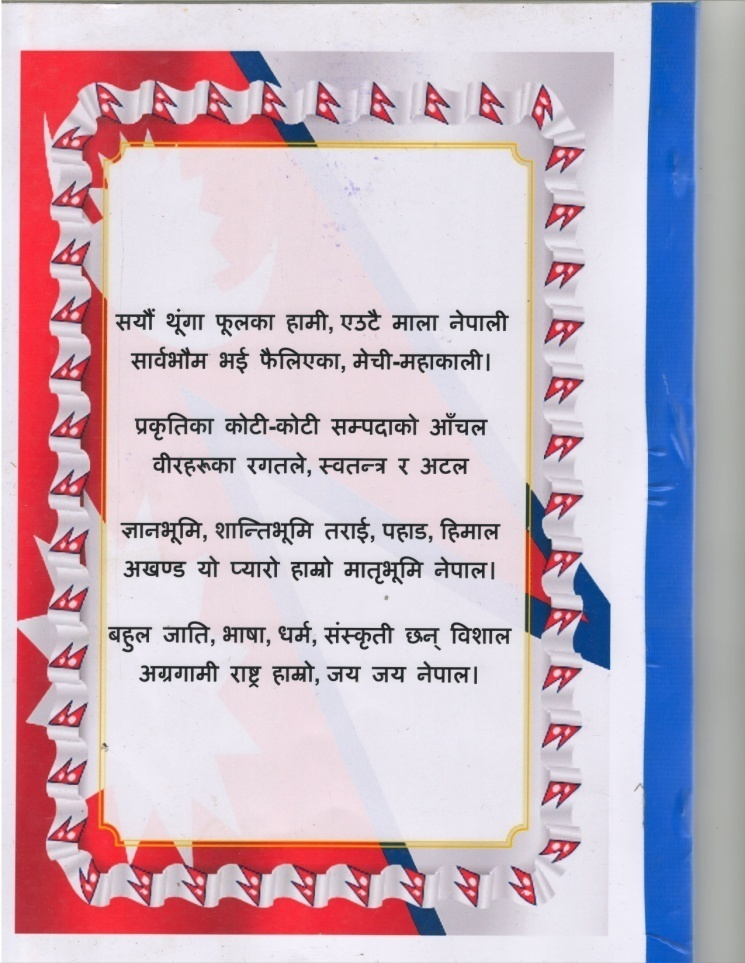 सयौं थूंगा फूलका हामी, एउटै माला नेपाली
सार्वभौम भई फैलिएका, मेची-महाकाली।
प्रकृतिका कोटी-कोटी सम्पदाको आँचल
वीरहरूका रगतले, स्वतन्त्र र अटल
ज्ञानभूमि, शान्तिभूमि तराई, पहाड, हिमाल
अखण्ड यो प्यारो हाम्रो मातृभूमि नेपाल।
बहुल जाति, भाषा, धर्म, संस्कृती छन् विशाल
अग्रगामी राष्ट्र हाम्रो, जय जय नेपाल।